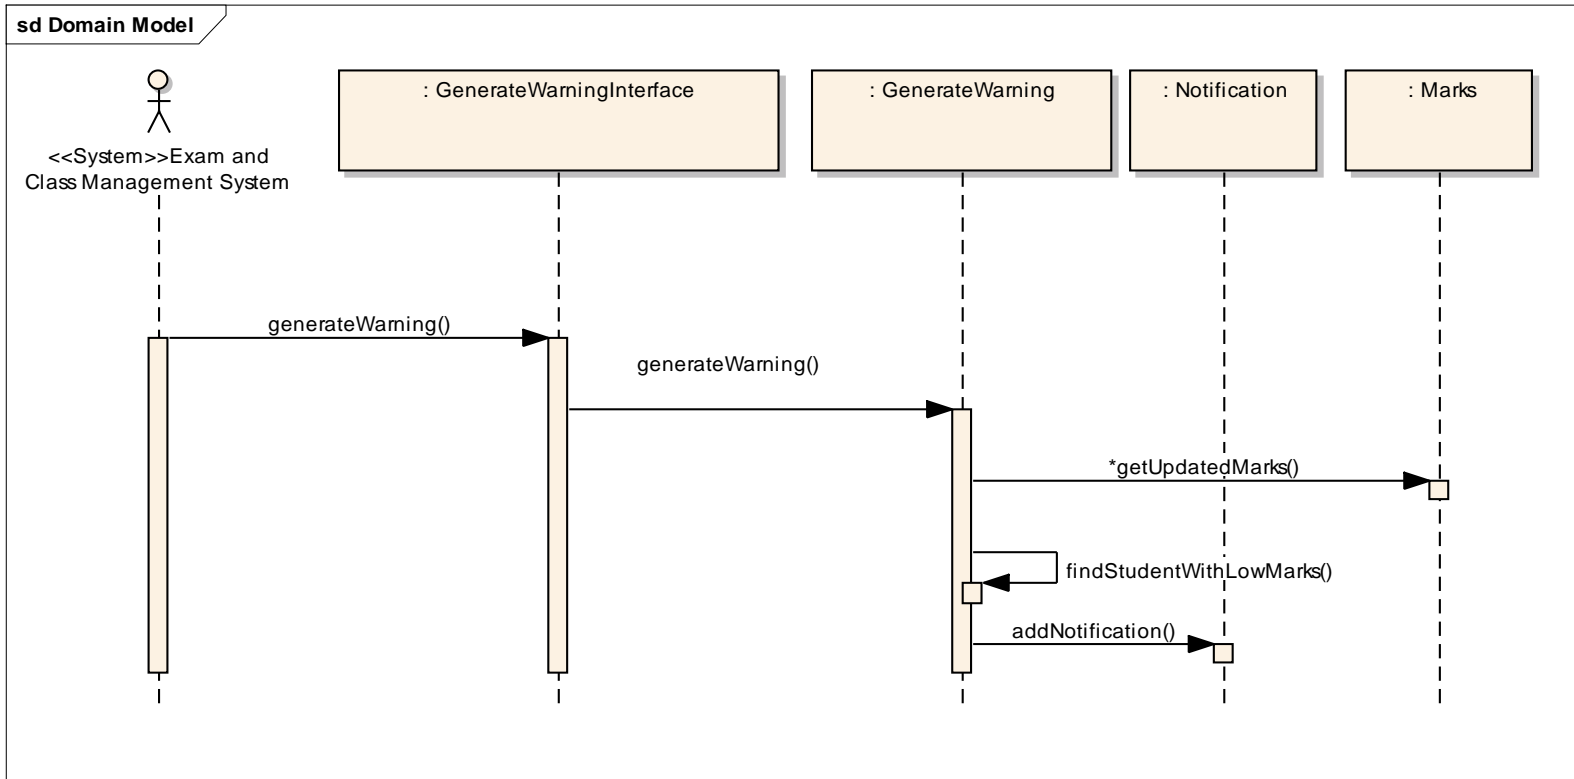 sd Domain Model
<<System>>Exam and
Class Management System
: GenerateWarningInterface
: GenerateWarning
: Notification
: Marks
generateWarning()
generateWarning()
*getUpdatedMarks()
findStudentWithLowMarks()
addNotification()